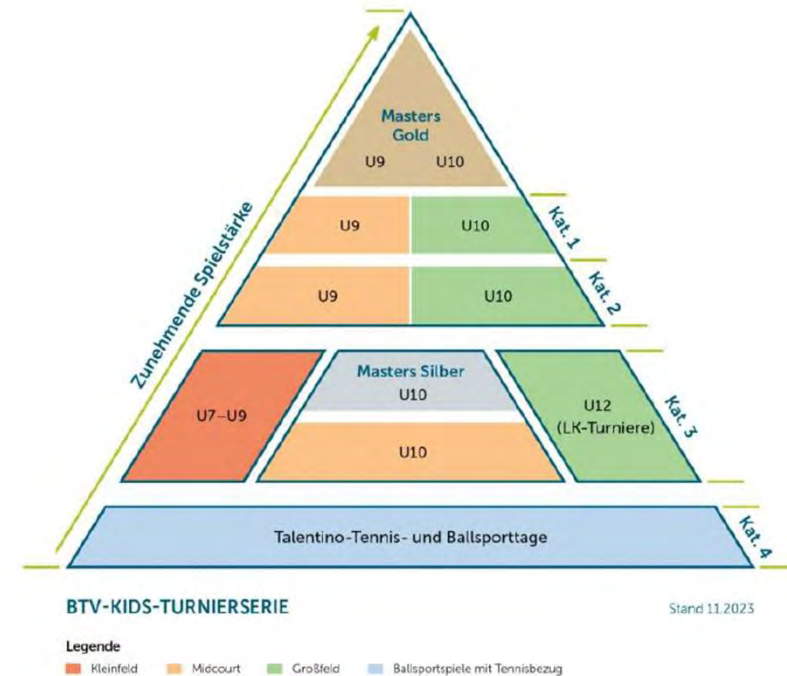 Masters
Gold
U9 U10
Zunehmende Spielstärke
U9 U10
Kat. 1
U9 U10
Kat. 2
U7–U9
Masters Silber
U10
U10
U12
(LK-Turniere)
Kat. 3
Talentino-Tennis- und Ballsporttage
Kat. 4
BTV-KIDS-TURNIERSERIE
Stand 11.2023
Legende
Kleinfeld Midcourt Großfeld Ballsportspiele mit Tennisbezug